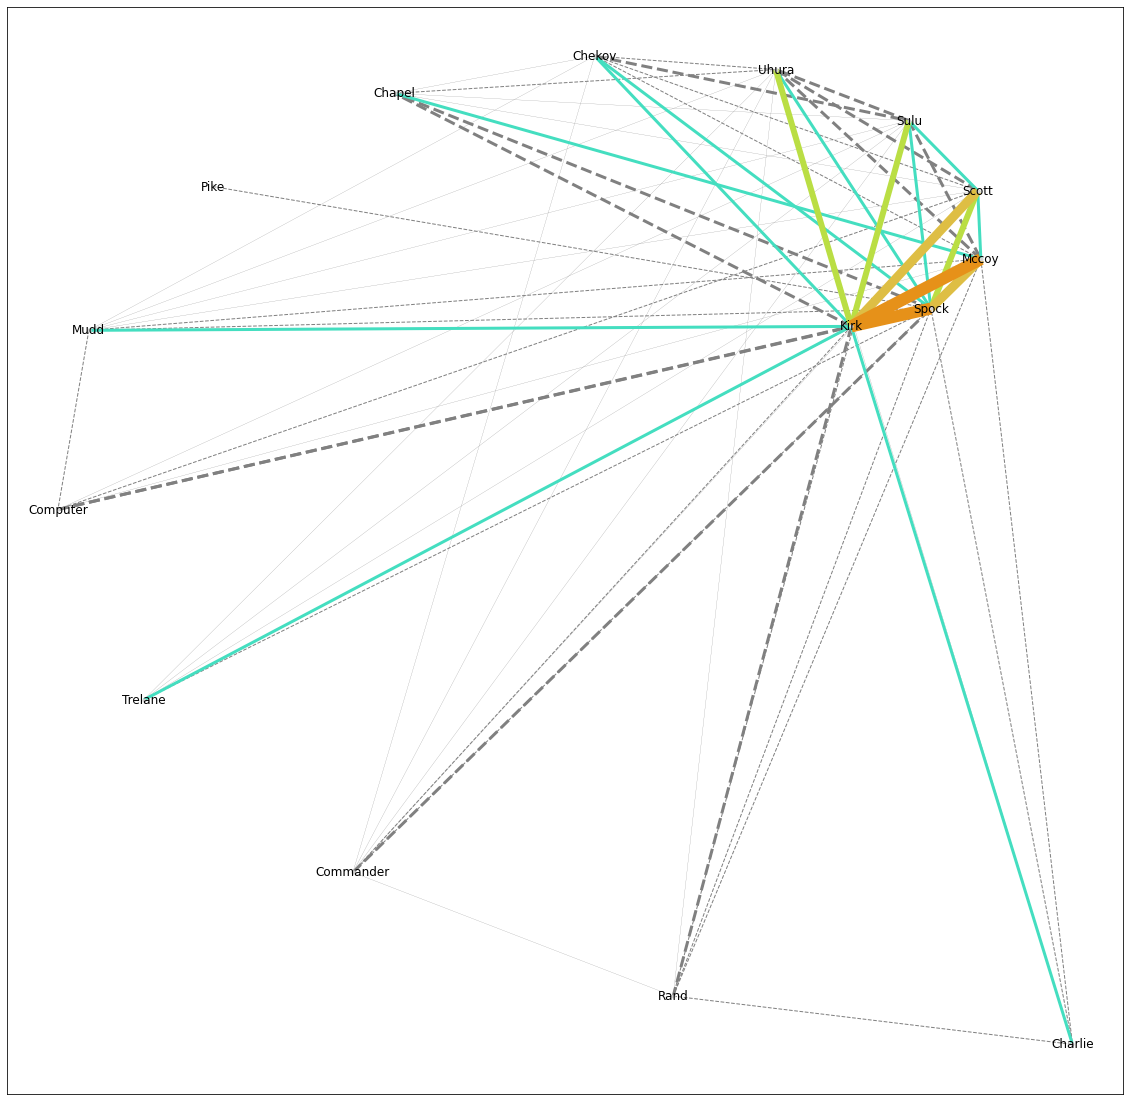 Chekov
Uhura
Chapel
Sulu
Pike
Scott
Mccoy
Spock
Kirk
Mudd
Computer
Trelane
Commander
Rand
Charlie